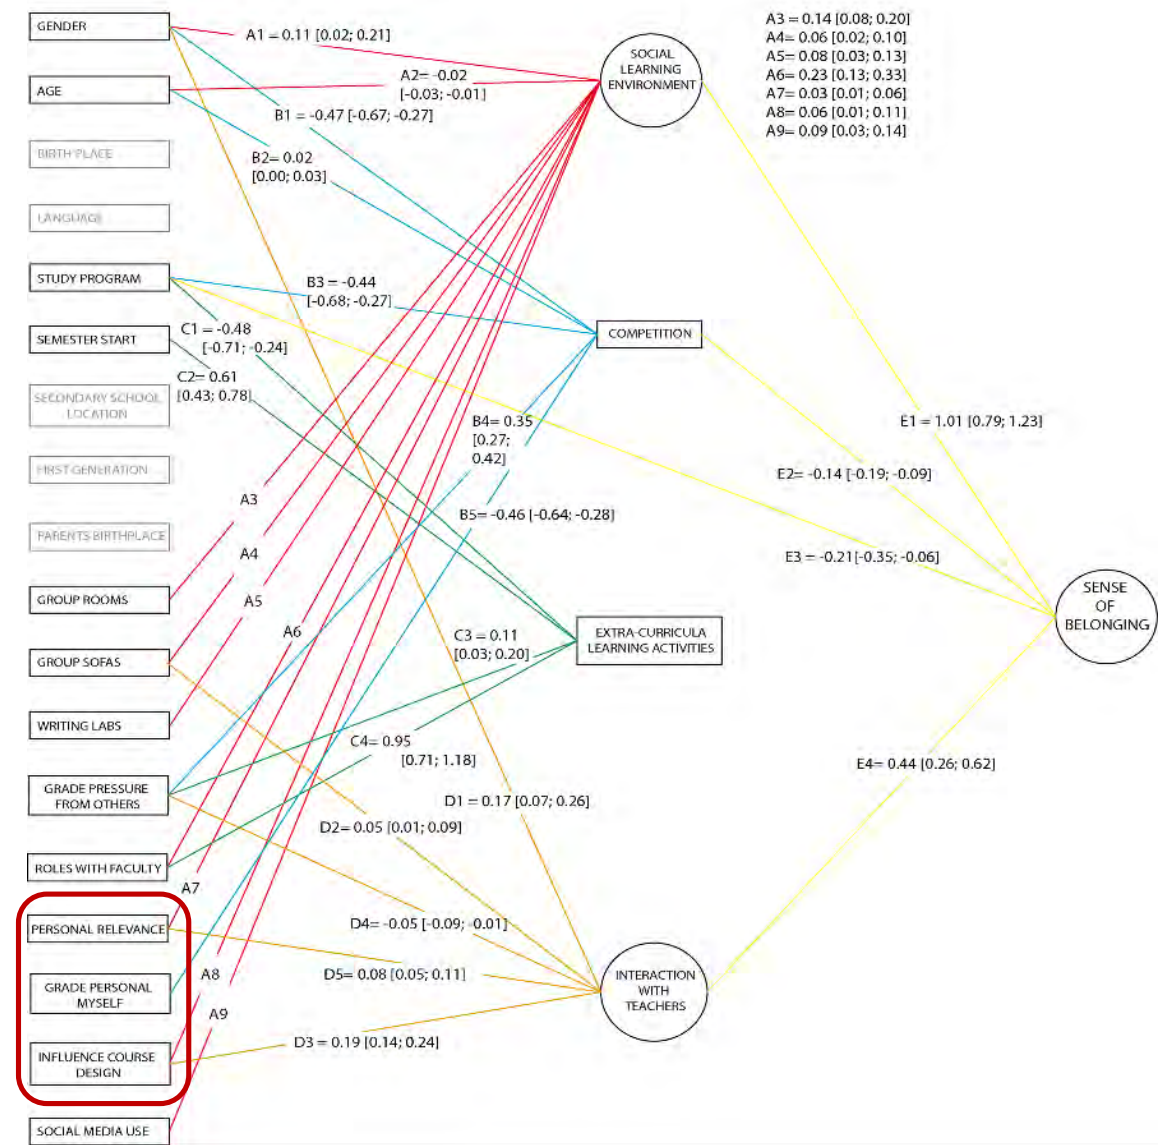 GENDER
AGE
BIRTH PLACE
LANGUAGE
STUDY PROGRAM
SEMESTER START
SECONDARY SCHOOL
LOCATION
FIRST GENERATION
PARENTS BIRTHPLACE
GROUP ROOMS
GROUP SOFAS
WRITING LABS
GRADE PRESSURE
FROM OTHERS
ROLES WITH FACULTY
PERSONAL RELEVANCE
GRADE PERSONAL
MYSELF
INFLUENCE COURSE
DESIGN
SOCIAL MEDIA USE
A1 = 0.11 [0.02; 0.21]
A2= -0.02
[-0.03; -0.01]
B1 = -0.47 [-0.67; -0.27]
B2= 0.02
[0.00; 0.03]
B3 = -0.44
[-0.68; -0.27]
C1 = -0.48
[-0.71; -0.24]
C2= 0.61
[0.43; 0.78]
B4= 0.35
[0.27;
0.42]
B5= -0.46 [-0.64; -0.28]
A3
A4
A5
A6
C3 = 0.11
[0.03; 0.20]
C4= 0.95
[0.71; 1.18]
D1 = 0.17 [0.07; 0.26]
D2= 0.05 [0.01; 0.09]
A7
D4= -0.05 [-0.09; -0.01]
D5= 0.08 [0.05; 0.11]
A8
A9
D3 = 0.19 [0.14; 0.24]
SOCIAL
LEARNING
ENVIRONMENT
COMPETITION
EXTRA-CURRICULA
LEARNING ACTIVITIES
INTERACTION
WITH
TEACHERS
A3 = 0.14 [0.08; 0.20]
A4= 0.06 [0.02; 0.10]
A5= 0.08 [0.03; 0.13]
A6= 0.23 [0.13; 0.33]
A7= 0.03 [0.01; 0.06]
A8= 0.06 [0.01; 0.11]
A9= 0.09 [0.03; 0.14]
E1 = 1.01 [0.79; 1.23]
E2= -0.14 [-0.19; -0.09]
E3 = -0.21[-0.35; -0.06]
E4= 0.44 [0.26; 0.62]
SENSE
OF
BELONGING